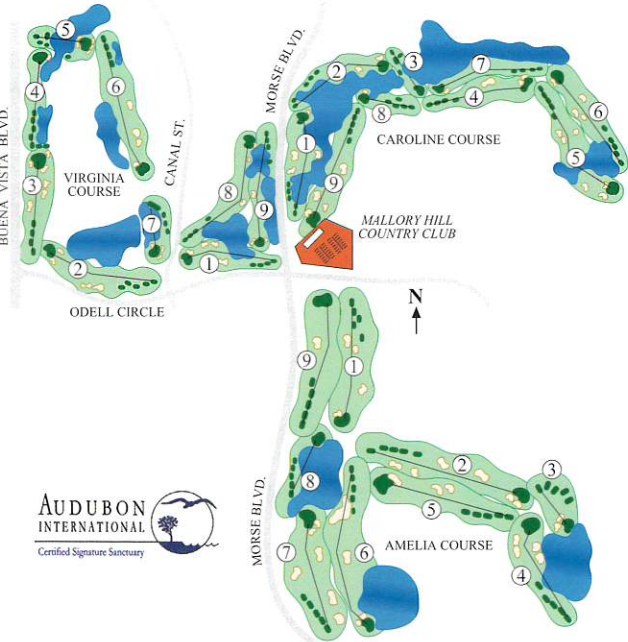 5
4
6
BUENA VISTA BLVD.
3
VIRGINIA
COURSE
CANAL ST.
7
2
ODELL CIRCLE
MORSE BLVD.
8
9
1
2
3
7
8
4
6
1
CAROLINE COURSE
5
9
MALLORY HILL
COUNTRY CLUB
N
9
1
8
2
3
5
MORSE BLVD.
7
6
AMELIA COURSE
4
AUDUBON
INTERNATIONAL
Certified Signature Sanctuary